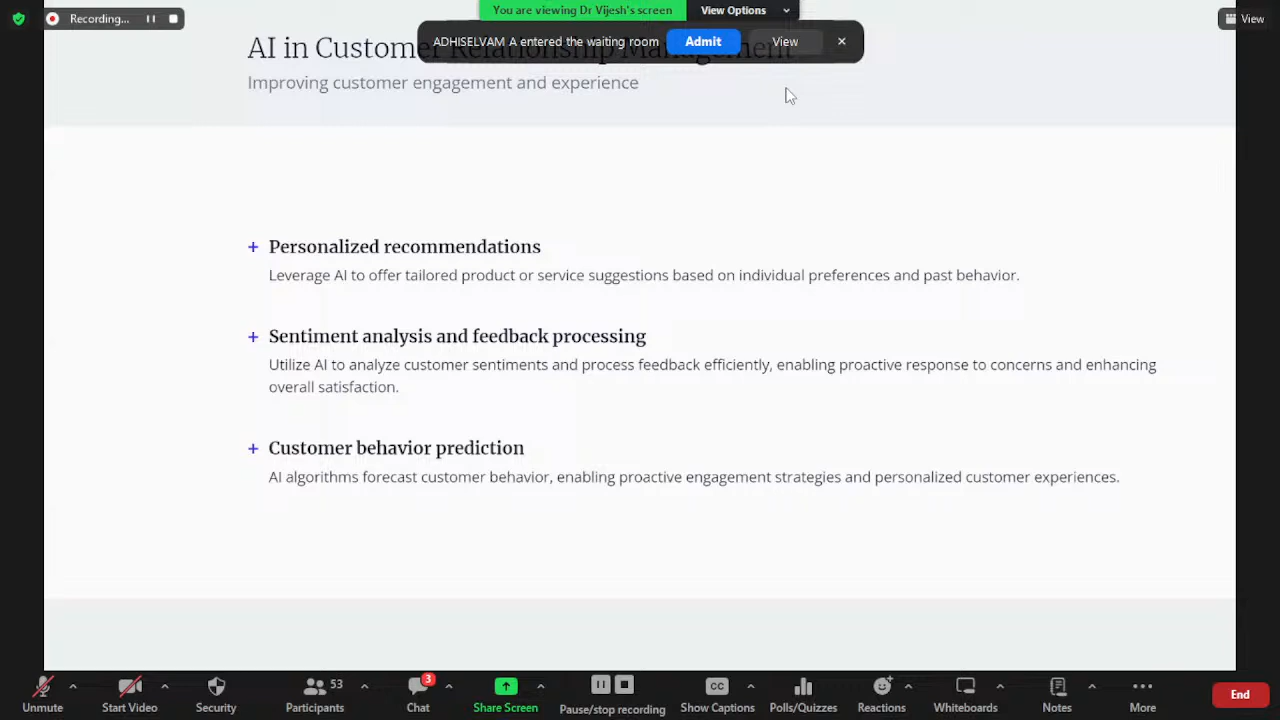 You are viewing Dr Vijesh's screen View Options
Recording... View
ADHISELVAM A entered the waiting room Admit View
AI in Customer Relationship Management
Improving customer engagement and experience
+ Personalized recommendations
Leverage AI to offer tailored product or service suggestions based on individual preferences and past behavior.
+ Sentiment analysis and feedback processing
Utilize AI to analyze customer sentiments and process feedback efficiently, enabling proactive response to concerns and enhancing
overall satisfaction.
+ Customer behavior prediction
AI algorithms forecast customer behavior, enabling proactive engagement strategies and personalized customer experiences.
53 3 CC
Unmute Start Video Security Participants Chat Share Screen Pause/stop recording Show Captions Polls/Quizzes Reactions Whiteboards Notes More End